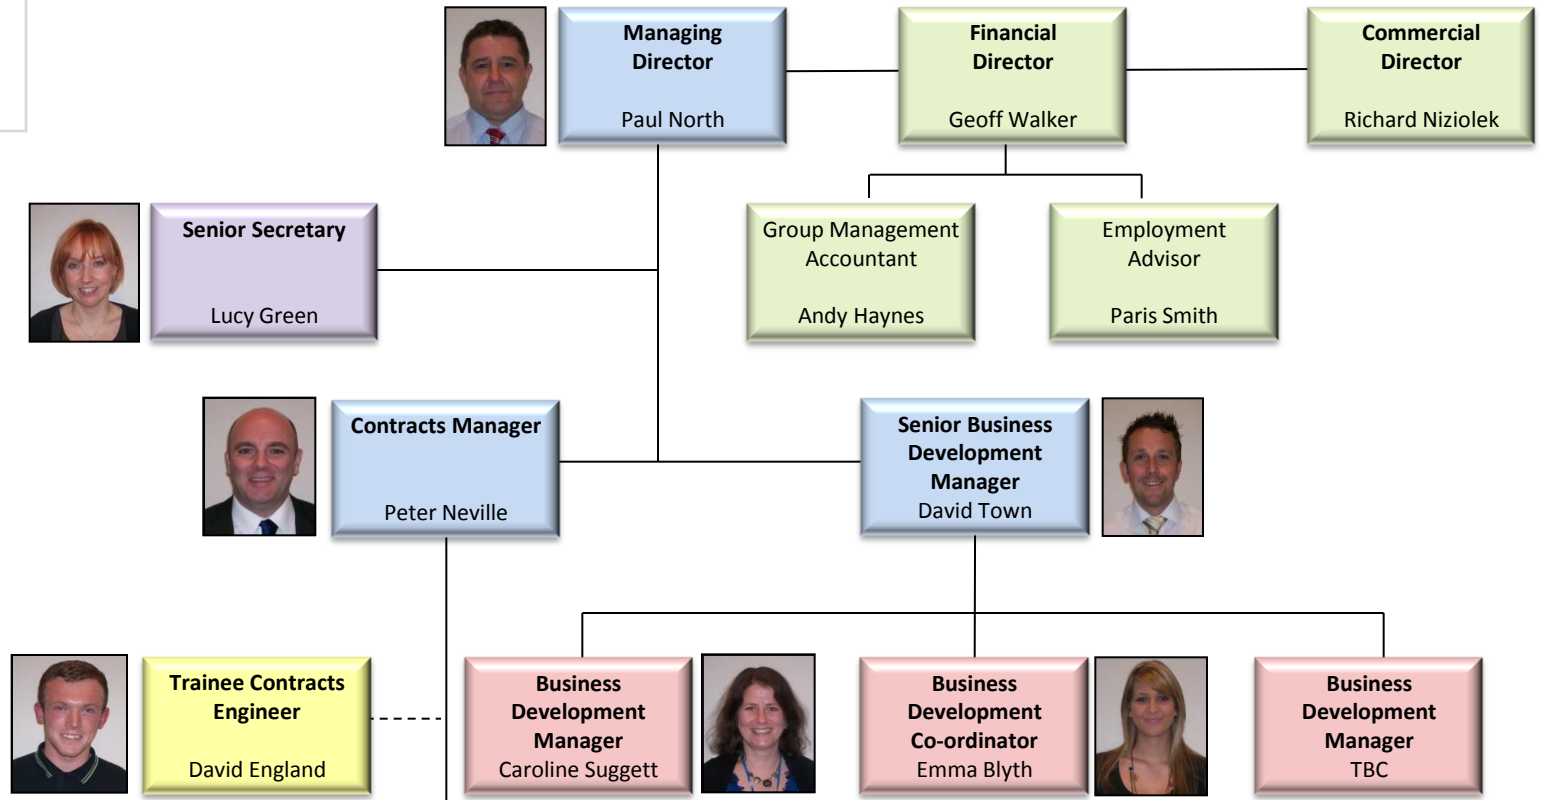 Managing
Director
Paul North
Financial
Director
Geoff Walker
Commercial
Director
Richard Niziolek
Senior Secretary
Lucy Green
Group Management
Accountant
Andy Haynes
Employment
Advisor
Paris Smith
Contracts Manager
Peter Neville
Senior Business
Development
Manager
David Town
Trainee Contracts
Engineer
David England
Business
Development
Manager
Caroline Suggett
Business
Development
Co-ordinator
Emma Blyth
Business
Development
Manager
TBC